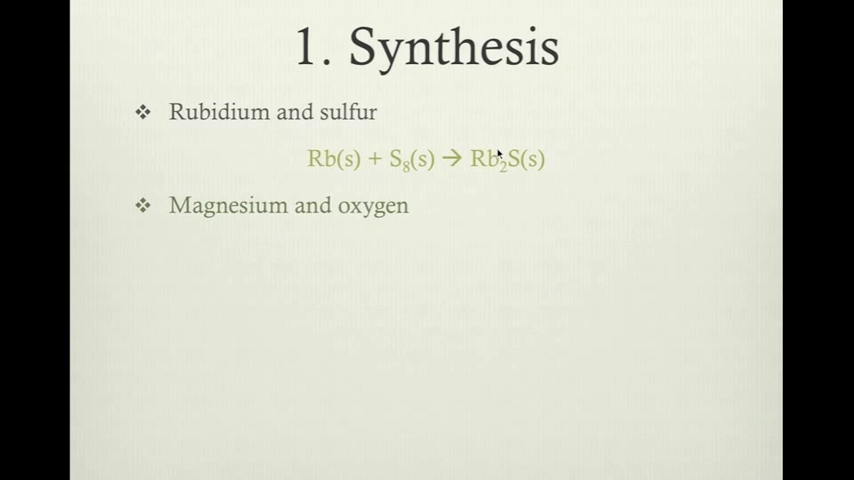 1. Synthesis
❖ Rubidium and sulfur
Rb(s) + S₈(s) → Rb₂S(s)
❖ Magnesium and oxygen